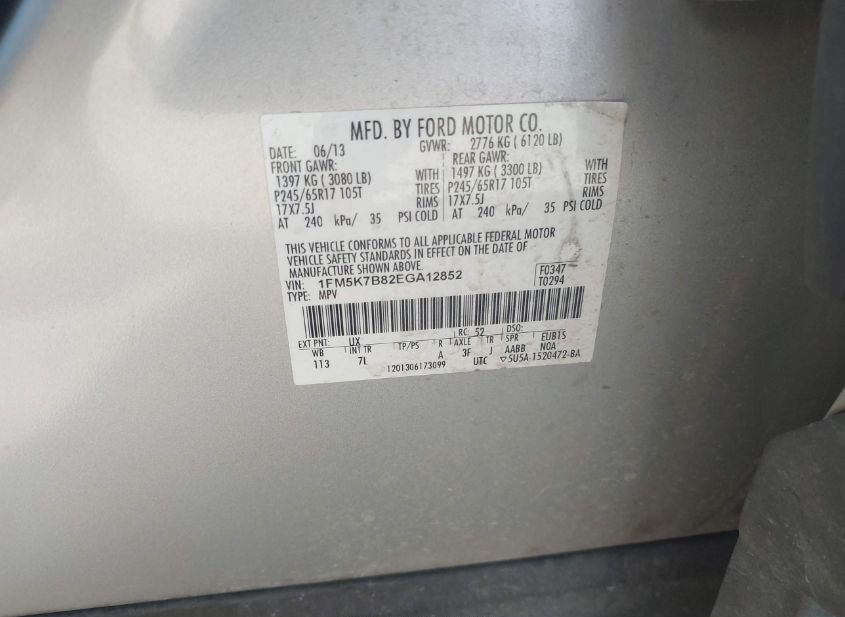 MFD. BY FORD MOTOR CO.
DATE: 06/13 GVWR: 2776 KG ( 6120 LB)
FRONT GAWR: REAR GAWR:
1397 KG ( 3080 LB) WITH 1497 KG ( 3300 LB) WITH
P245/65R17 105T TIRES P245/65R17 105T TIRES
17X7.5J RIMS 17X7.5J RIMS
AT 240 kPa/ 35 PSI COLD AT 240 kPa/ 35 PSI COLD
THIS VEHICLE CONFORMS TO ALL APPLICABLE FEDERAL MOTOR
VEHICLE SAFETY STANDARDS IN EFFECT ON THE DATE OF
MANUFACTURE SHOWN ABOVE.
VIN: 1FM5K7B82EGA12852 F0347
TYPE: MPV T0294
EXT PNT: UX RC: 52 DSO:
WB INT TR TP/PS R AXLE TR SPR EUB1S
113 7L A 3F J AABB NOA
1201306173099 UTC ▽5U5A-1520472-BA